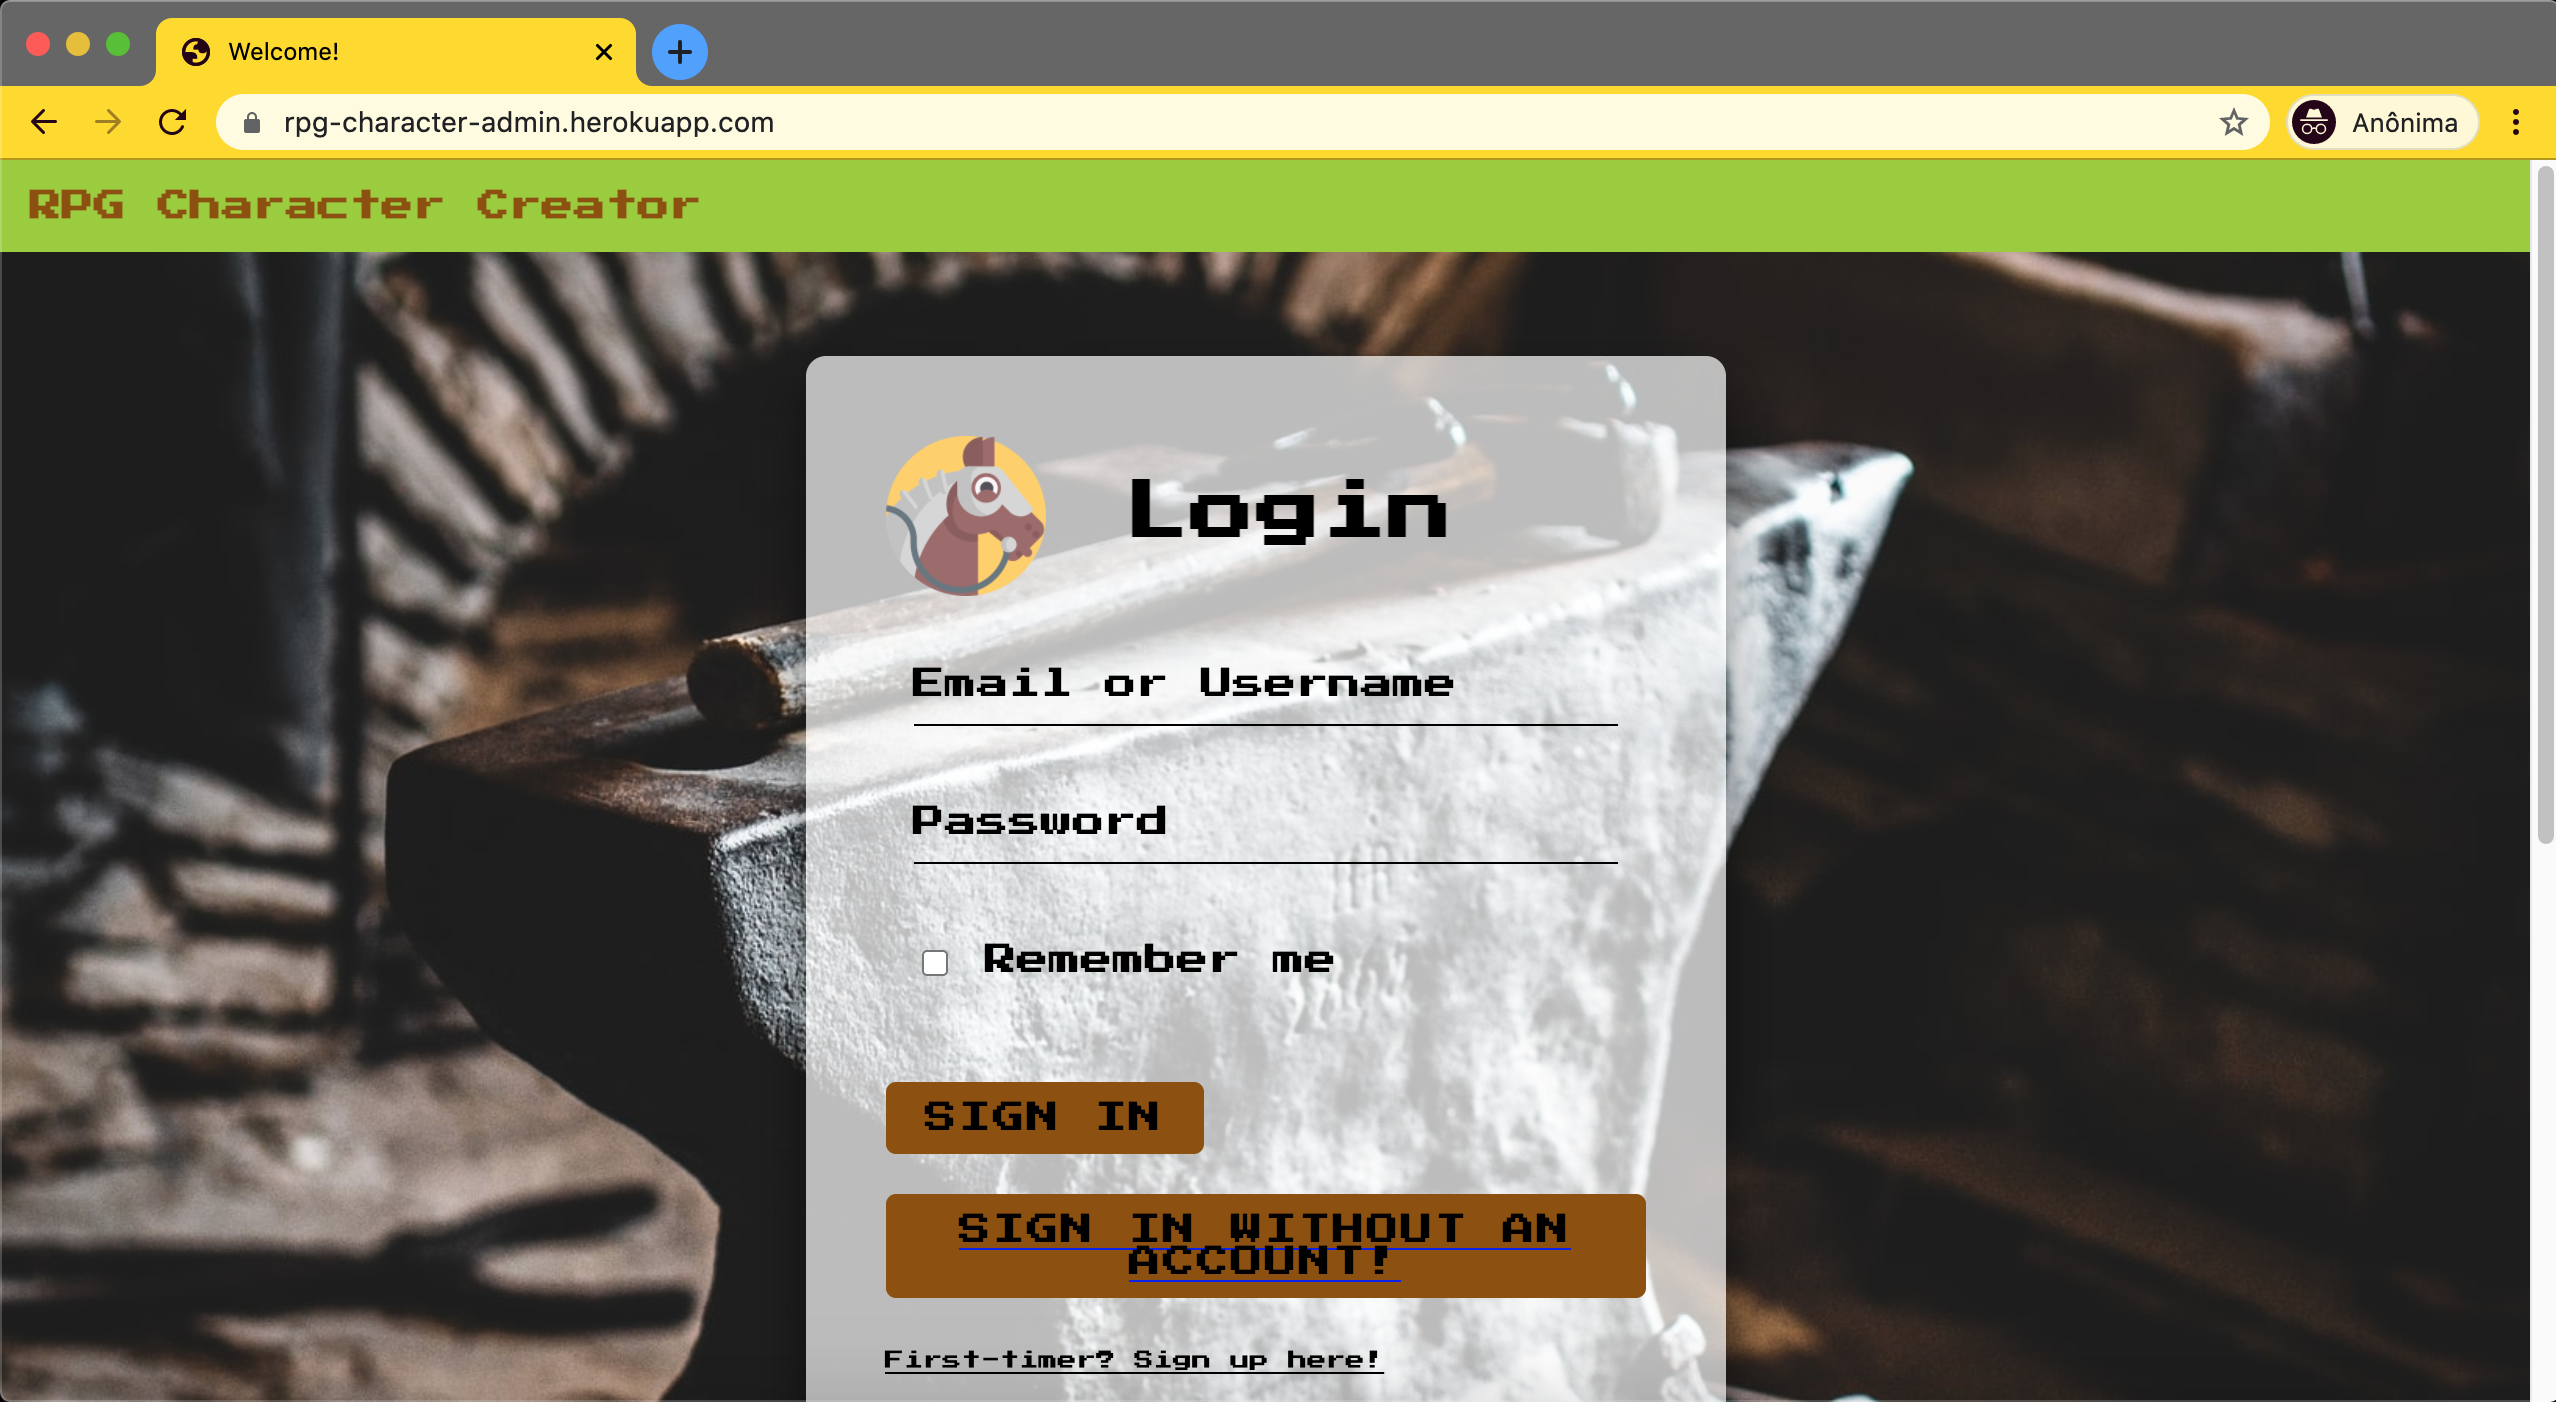 Welcome!
rpg-character-admin.herokuapp.com
Anônima
RPG Character Creator
Login
Email or Username
Password
Remember me
SIGN IN
SIGN IN WITHOUT AN
ACCOUNT!
First-timer? Sign up here!